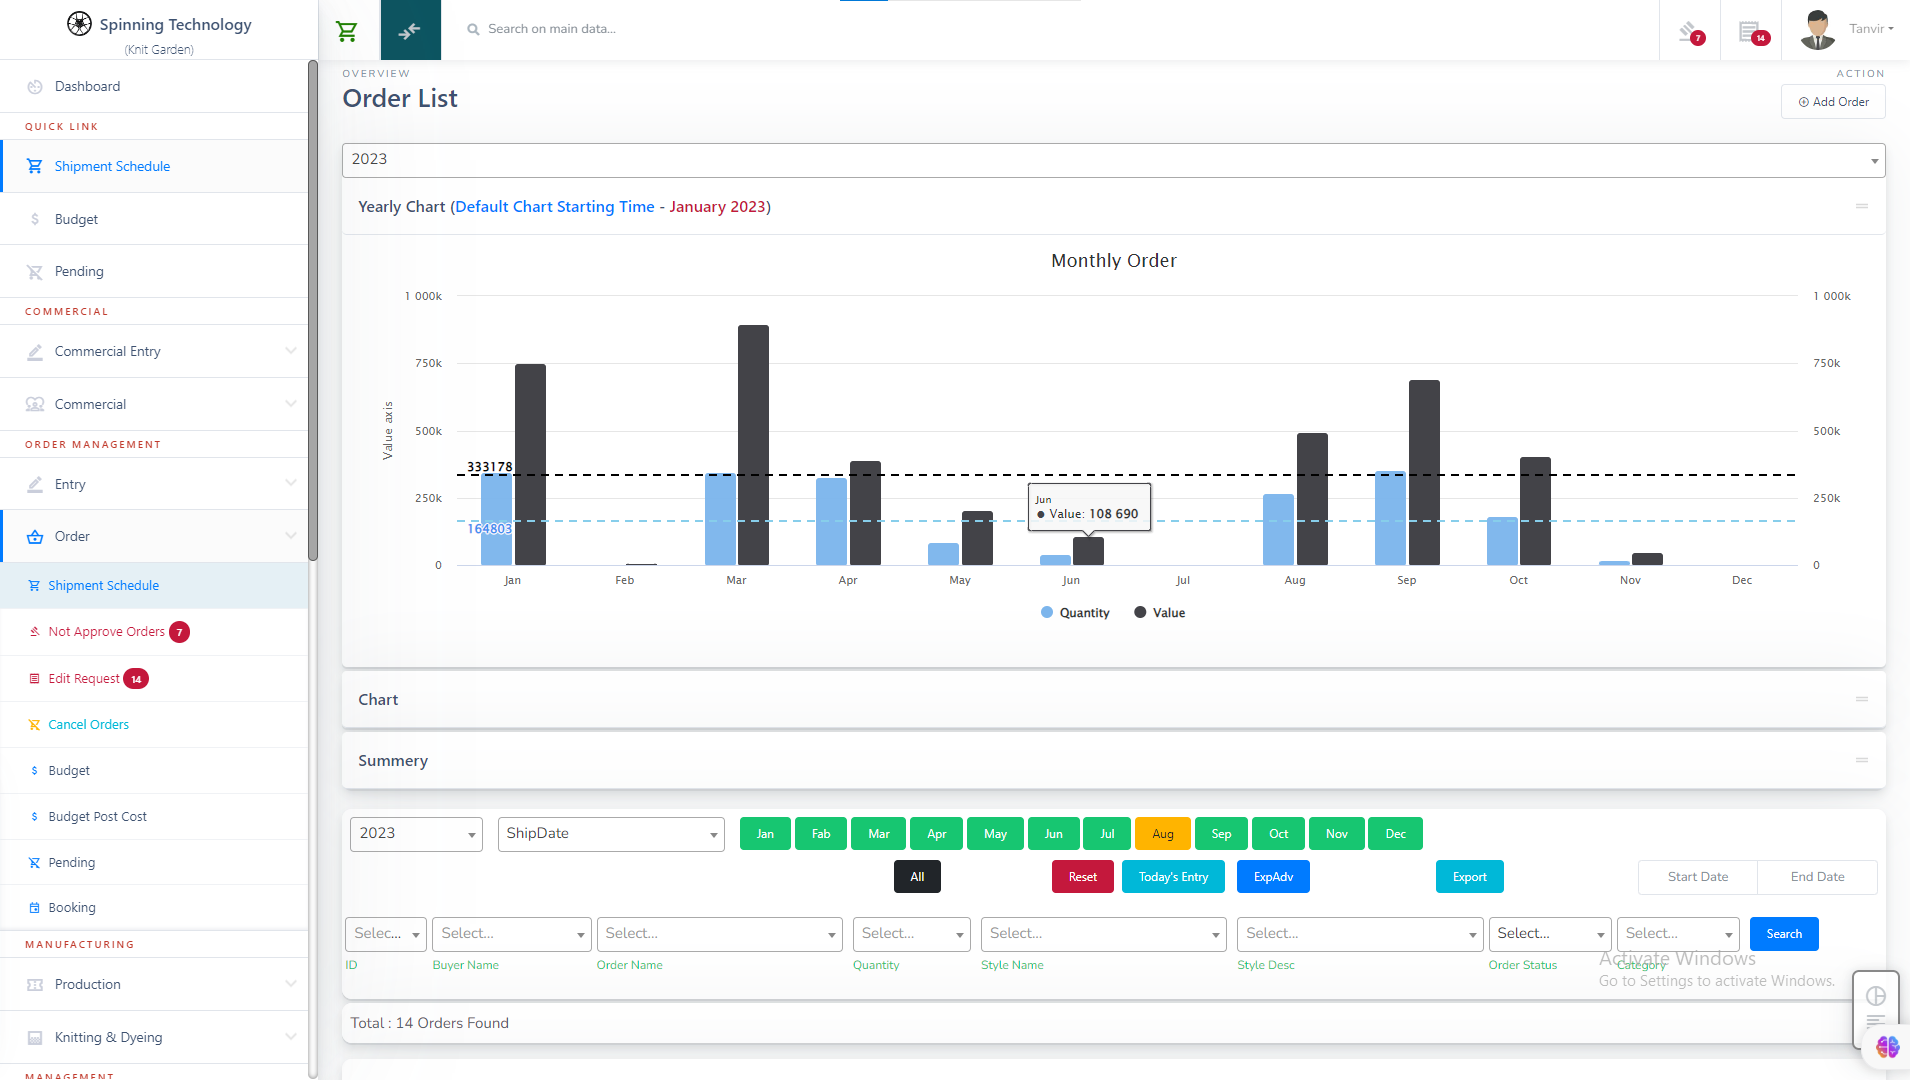 Spinning Technology
(Knit Garden)
Search on main data...
7
14
Tanvir
Dashboard
QUICK LINK
Shipment Schedule
Budget
Pending
COMMERCIAL
Commercial Entry
Commercial
ORDER MANAGEMENT
Entry
Order
Shipment Schedule
Not Approve Orders 7
Edit Request 14
Cancel Orders
Budget
Budget Post Cost
Pending
Booking
MANUFACTURING
Production
Knitting & Dyeing
MANAGEMENT
OVERVIEW
Order List
ACTION
Add Order
2023
Yearly Chart (Default Chart Starting Time - January 2023)
Monthly Order
1 000k
750k
500k
250k
0
Value axis
1 000k
750k
500k
250k
0
333178
164803
Jun
Value: 108 690
Jan Feb Mar Apr May Jun Jul Aug Sep Oct Nov Dec
Quantity Value
Chart
Summery
2023 ShipDate Jan Fab Mar Apr May Jun Jul Aug Sep Oct Nov Dec
All Reset Today's Entry ExpAdv Export Start Date End Date
Selec... Select... Select... Select... Select... Select... Select... Select... Search
ID Buyer Name Order Name Quantity Style Name Style Desc Order Status Category
Activate Windows
Go to Settings to activate Windows.
Total : 14 Orders Found